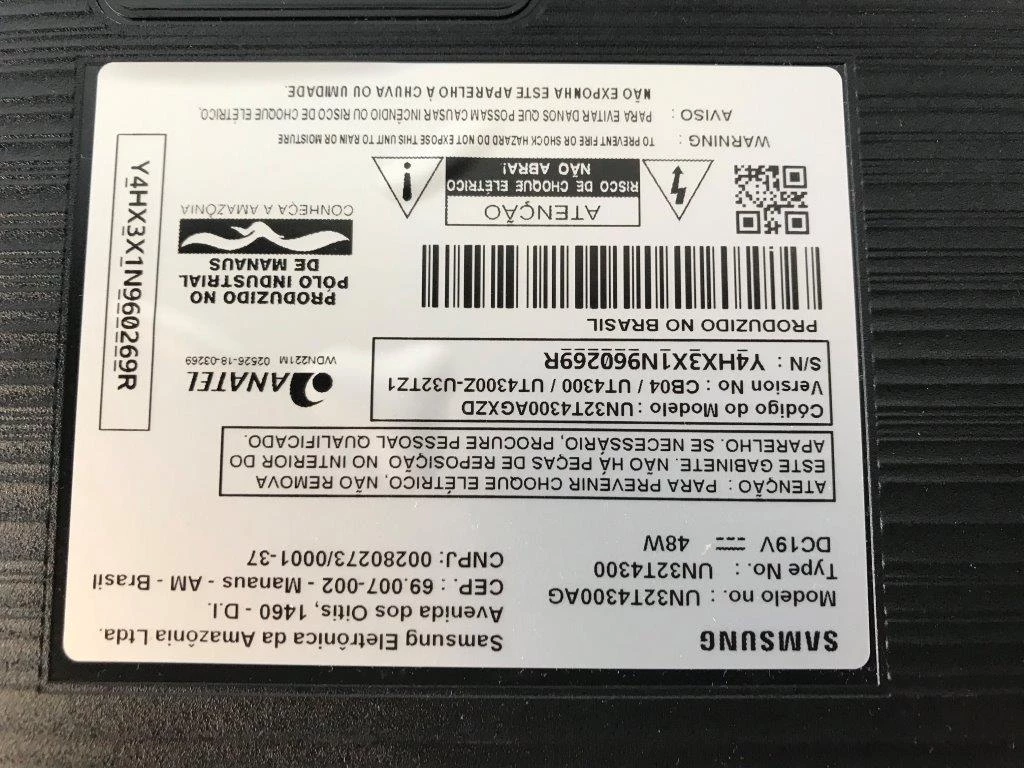 SAMSUNG
Modelo no. : UN32T4300AG
Type No. : UN32T4300
DC19V 48W
Samsung Eletrônica da Amazônia Ltda.
Avenida dos Oitis, 1460 - D.I.
CEP. : 69.007-002 - Manaus - AM - Brasil
CNPJ: 00280273/0001-37
ATENÇÃO : PARA PREVENIR CHOQUE ELÉTRICO, NÃO REMOVA
ESTE GABINETE. NÃO HÁ PEÇAS DE REPOSIÇÃO NO INTERIOR DO
APARELHO. SE NECESSÁRIO, PROCURE PESSOAL QUALIFICADO.
Código do Modelo : UN32T4300AGXZD
Version No : CB04 / UT4300 / UT4300Z-U32TZ1
S/N : Y4HX3X1N960269R
ANATEL
WDN221M 02526-18-03269
PRODUZIDO NO BRASIL
PRODUZIDO NO
PÓLO INDUSTRIAL
DE MANAUS
CONHEÇA A AMAZÔNIA
ATENÇÃO
RISCO DE CHOQUE ELÉTRICO
NÃO ABRA!
WARNING : TO PREVENT FIRE OR SHOCK HAZARD DO NOT EXPOSE THIS UNIT TO RAIN OR MOISTURE
AVISO : PARA EVITAR DANOS QUE POSSAM CAUSAR INCÊNDIO OU RISCO DE CHOQUE ELÉTRICO,
NÃO EXPONHA ESTE APARELHO À CHUVA OU UMIDADE.
Y4HX3X1N960269R